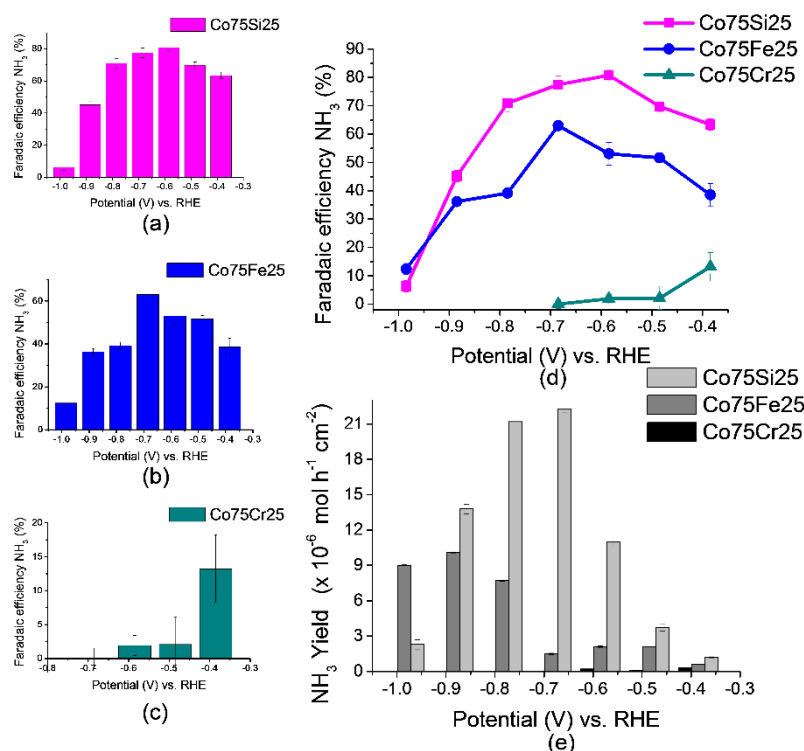 Co75Si25
Faradaic efficiency NH3 (%)
80
60
40
20
0
-1.0 -0.9 -0.8 -0.7 -0.6 -0.5 -0.4 -0.3
Potential (V) vs. RHE
(a)
Co75Fe25
Faradaic efficiency NH3 (%)
60
40
20
0
-1.0 -0.9 -0.8 -0.7 -0.6 -0.5 -0.4 -0.3
Potential (V) vs. RHE
(b)
Co75Cr25
Faradaic efficiency NH3 (%)
20
15
10
5
0
-0.8 -0.7 -0.6 -0.5 -0.4 -0.3
Potential (V) vs. RHE
(c)
Co75Si25
Co75Fe25
Co75Cr25
Faradaic efficiency NH3 (%)
90
80
70
60
50
40
30
20
10
0
-1.0 -0.9 -0.8 -0.7 -0.6 -0.5 -0.4
Potential (V) vs. RHE
(d)
Co75Si25
Co75Fe25
Co75Cr25
NH3 Yield (x 10-6 mol h-1 cm-2)
21
18
15
12
9
6
3
0
-1.0 -0.9 -0.8 -0.7 -0.6 -0.5 -0.4 -0.3
Potential (V) vs. RHE
(e)